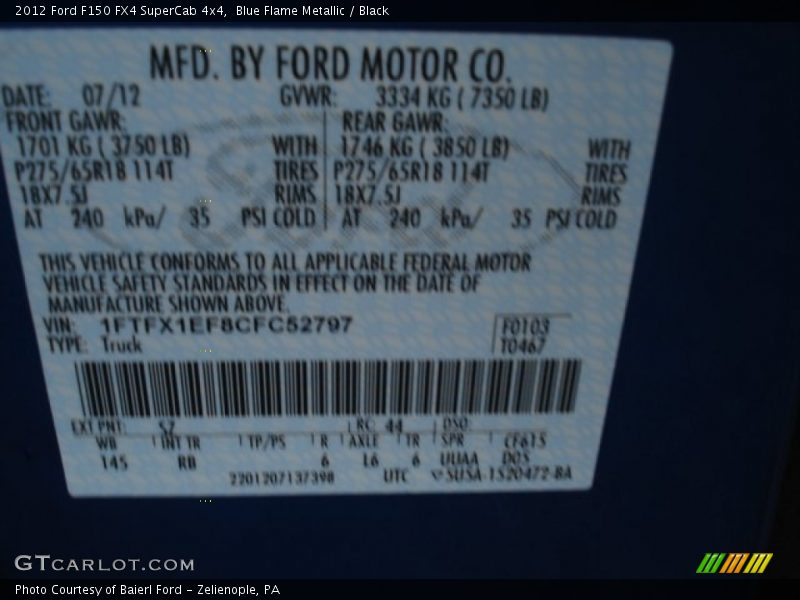 2012 Ford F150 FX4 SuperCab 4x4, Blue Flame Metallic / Black
MFD. BY FORD MOTOR CO.
DATE: 07/12 GVWR: 3334 KG ( 7350 LB)
FRONT GAWR: REAR GAWR:
1701 KG ( 3750 LB) WITH 1746 KG ( 3850 LB) WITH
P275/65R18 114T TIRES P275/65R18 114T TIRES
18X7.5J RIMS 18X7.5J RIMS
AT 240 kPa/ 35 PSI COLD AT 240 kPa/ 35 PSI COLD
THIS VEHICLE CONFORMS TO ALL APPLICABLE FEDERAL MOTOR
VEHICLE SAFETY STANDARDS IN EFFECT ON THE DATE OF
MANUFACTURE SHOWN ABOVE.
VIN: 1FTFX1EF8CFC52797 F0103
TYPE: Truck T0467
EXT PNT: SZ RC: 44 DSO:
WB INT TR TP/PS R AXLE TR SPR CF615
145 RB 6 L6 6 UUAA DOS
2201207137398 UTC SUSA-1520472-BA
GTCARLOT.COM
Photo Courtesy of Baierl Ford - Zelienople, PA